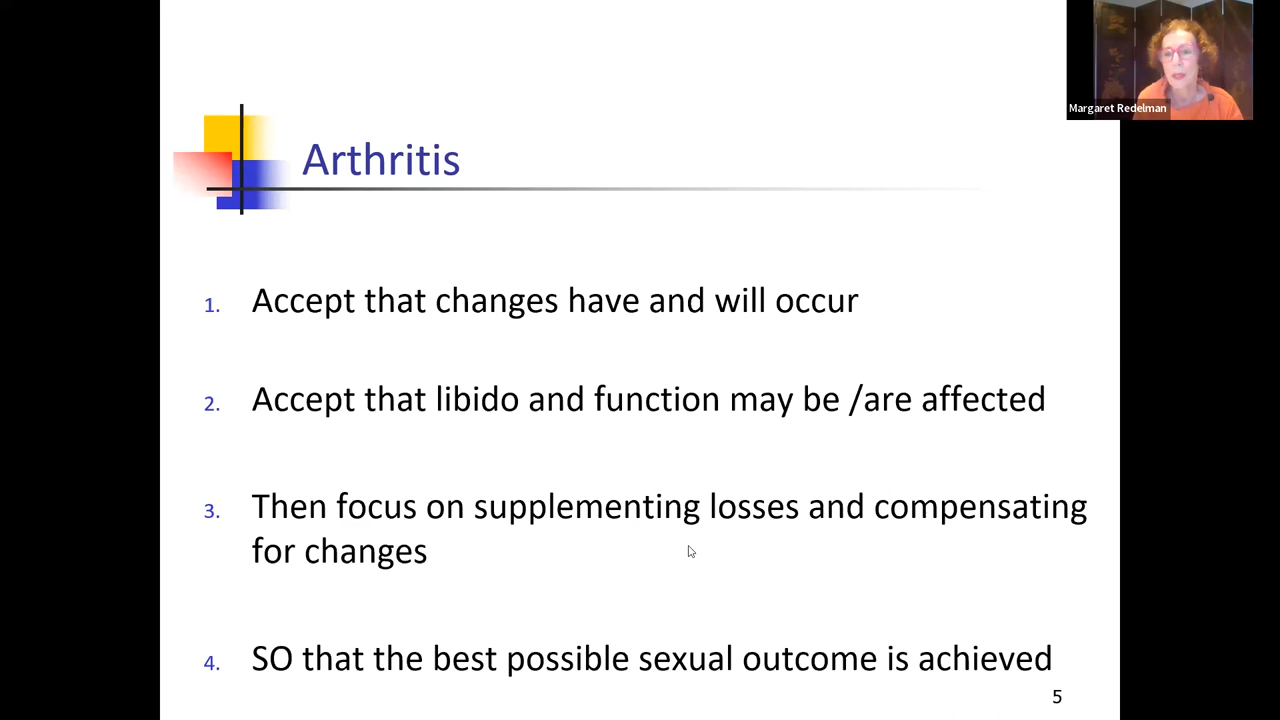 Margaret Redelman
Arthritis
1. Accept that changes have and will occur
2. Accept that libido and function may be /are affected
3. Then focus on supplementing losses and compensating
for changes
4. SO that the best possible sexual outcome is achieved
5